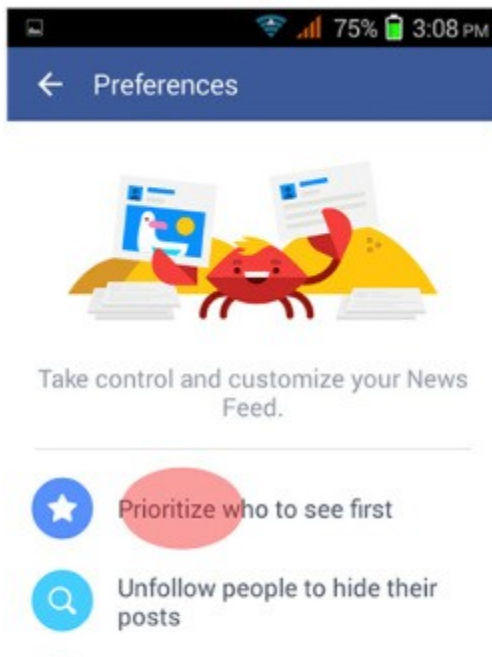 75% 3:08 PM
Preferences
Take control and customize your News
Feed.
Prioritize who to see first
Unfollow people to hide their
posts